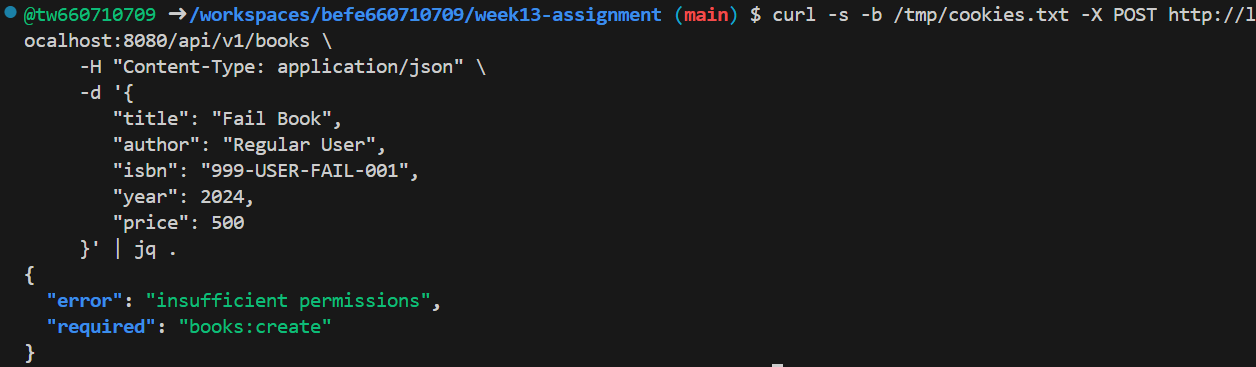 @tw660710709 ➜/workspaces/befe660710709/week13-assignment (main) $ curl -s -b /tmp/cookies.txt -X POST http://l
ocalhost:8080/api/v1/books \
     -H "Content-Type: application/json" \
     -d '{
        "title": "Fail Book",
        "author": "Regular User",
        "isbn": "999-USER-FAIL-001",
        "year": 2024,
        "price": 500
     }' | jq .
{
  "error": "insufficient permissions",
  "required": "books:create"
}